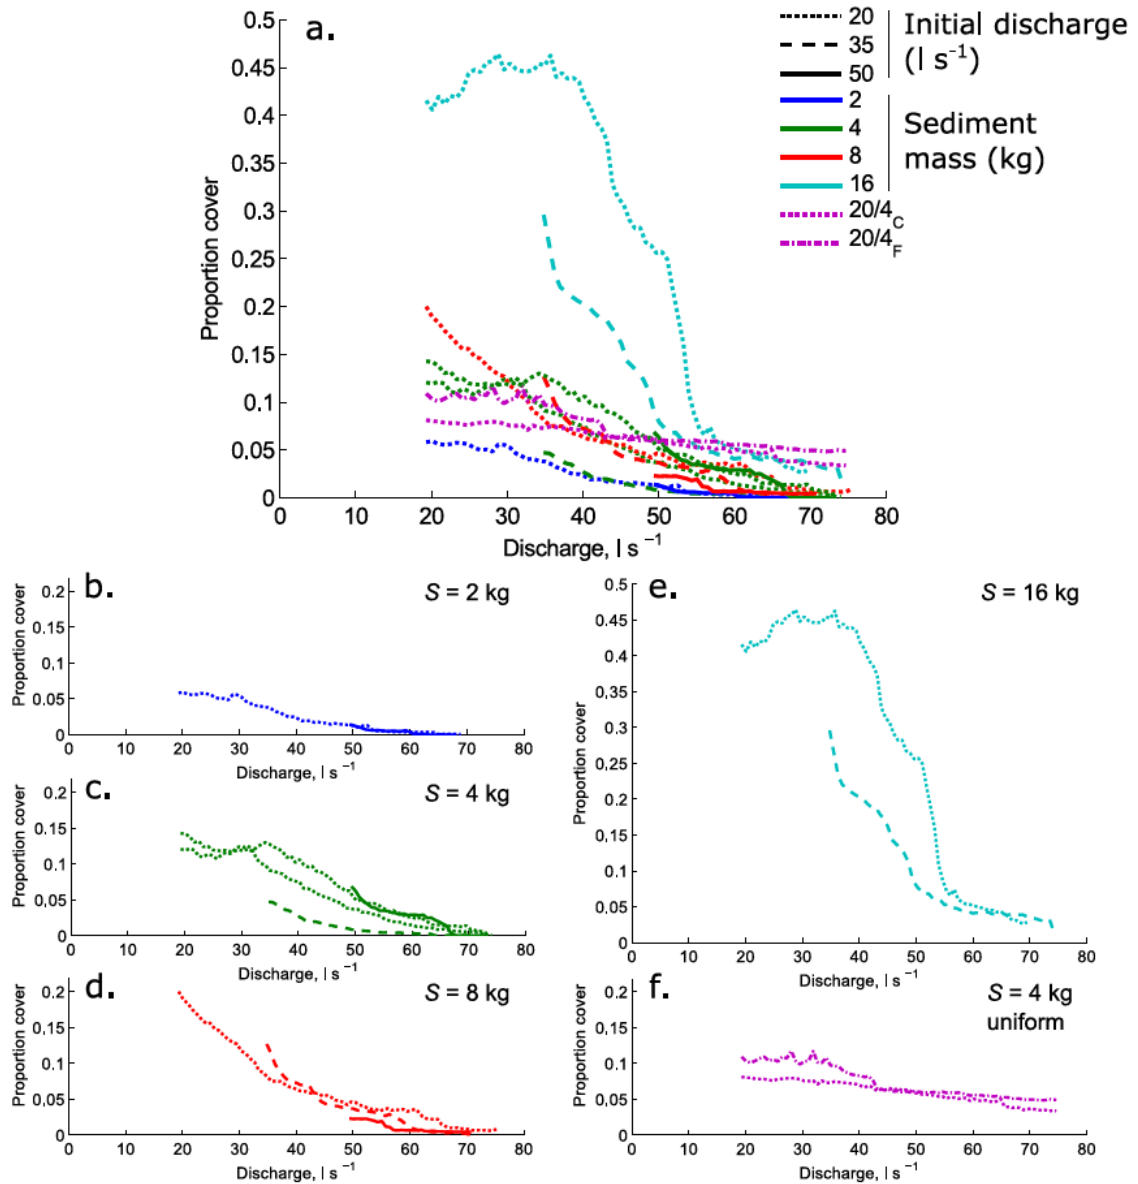 a.
0.5
0.45
0.4
0.35
0.3
0.25
0.2
0.15
0.1
0.05
0
0 10 20 30 40 50 60 70 80
Proportion cover
Discharge, l s⁻¹
20
35
50
Initial discharge
(l s⁻¹)
2
4
8
16
Sediment
mass (kg)
20/4C
20/4F
b.
S = 2 kg
0.2
0.15
0.1
0.05
0
0 10 20 30 40 50 60 70 80
Proportion cover
Discharge, l s⁻¹
c.
S = 4 kg
0.2
0.15
0.1
0.05
0
0 10 20 30 40 50 60 70 80
Proportion cover
Discharge, l s⁻¹
d.
S = 8 kg
0.2
0.15
0.1
0.05
0
0 10 20 30 40 50 60 70 80
Proportion cover
Discharge, l s⁻¹
e.
S = 16 kg
0.5
0.45
0.4
0.35
0.3
0.25
0.2
0.15
0.1
0.05
0
0 10 20 30 40 50 60 70 80
Proportion cover
Discharge, l s⁻¹
f.
S = 4 kg
uniform
0.2
0.15
0.1
0.05
0
0 10 20 30 40 50 60 70 80
Proportion cover
Discharge, l s⁻¹